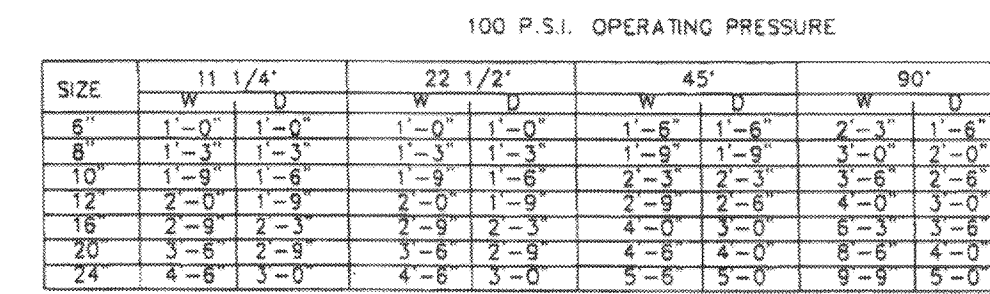 100 P.S.I. OPERATING PRESSURE
SIZE 11 1/4° 22 1/2° 45° 90°
W D W D W D W D
6" 1'-0" 1'-0" 1'-0" 1'-0" 1'-6" 1'-6" 2'-3" 1'-6"
8" 1'-3" 1'-3" 1'-3" 1'-3" 1'-9" 1'-9" 3'-0" 2'-0"
10" 1'-9" 1'-6" 1'-9" 1'-6" 2'-3" 2'-3" 3'-6" 2'-6"
12" 2'-0" 1'-9" 2'-0" 1'-9" 2'-9" 2'-6" 4'-0" 3'-0"
16" 2'-9" 2'-3" 2'-9" 2'-3" 4'-0" 3'-0" 6'-3" 3'-6"
20" 3'-6" 2'-9" 3'-6" 2'-9" 4'-6" 4'-0" 8'-6" 4'-0"
24" 4'-6" 3'-0" 4'-6" 3'-0" 5'-6" 5'-0" 9'-9" 5'-0"